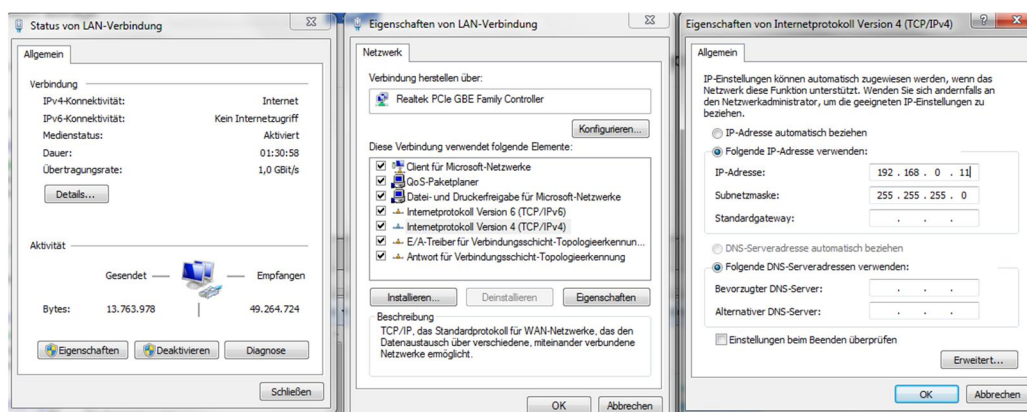 Status von LAN-Verbindung
Allgemein
Verbindung
IPv4-Konnektivität: Internet
IPv6-Konnektivität: Kein Internetzugriff
Medienstatus: Aktiviert
Dauer: 01:30:58
Übertragungsrate: 1,0 GBit/s
Details...
Aktivität
Gesendet Empfangen
Bytes: 13.763.978 49.264.724
Eigenschaften Deaktivieren Diagnose
Schließen
Eigenschaften von LAN-Verbindung
Netzwerk
Verbindung herstellen über:
Realtek PCIe GBE Family Controller
Konfigurieren...
Diese Verbindung verwendet folgende Elemente:
Client für Microsoft-Netzwerke
QoS-Paketplaner
Datei- und Druckerfreigabe für Microsoft-Netzwerke
Internetprotokoll Version 6 (TCP/IPv6)
Internetprotokoll Version 4 (TCP/IPv4)
E/A-Treiber für Verbindungsschicht-Topologieerkennun...
Antwort für Verbindungsschicht-Topologieerkennung
Installieren... Deinstallieren Eigenschaften
Beschreibung
TCP/IP, das Standardprotokoll für WAN-Netzwerke, das den
Datenaustausch über verschiedene, miteinander verbundene
Netzwerke ermöglicht.
OK Abbrechen
Eigenschaften von Internetprotokoll Version 4 (TCP/IPv4)
Allgemein
IP-Einstellungen können automatisch zugewiesen werden, wenn das
Netzwerk diese Funktion unterstützt. Wenden Sie sich andernfalls an
den Netzwerkadministrator, um die geeigneten IP-Einstellungen zu
beziehen.
IP-Adresse automatisch beziehen
Folgende IP-Adresse verwenden:
IP-Adresse: 192 . 168 . 0 . 11
Subnetzmaske: 255 . 255 . 255 . 0
Standardgateway: . . .
DNS-Serveradresse automatisch beziehen
Folgende DNS-Serveradressen verwenden:
Bevorzugter DNS-Server: . . .
Alternativer DNS-Server: . . .
Einstellungen beim Beenden überprüfen
Erweitert...
OK Abbrechen